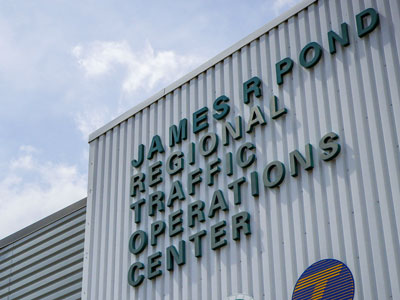 JAMES R POND
REGIONAL
TRAFFIC
OPERATIONS
CENTER